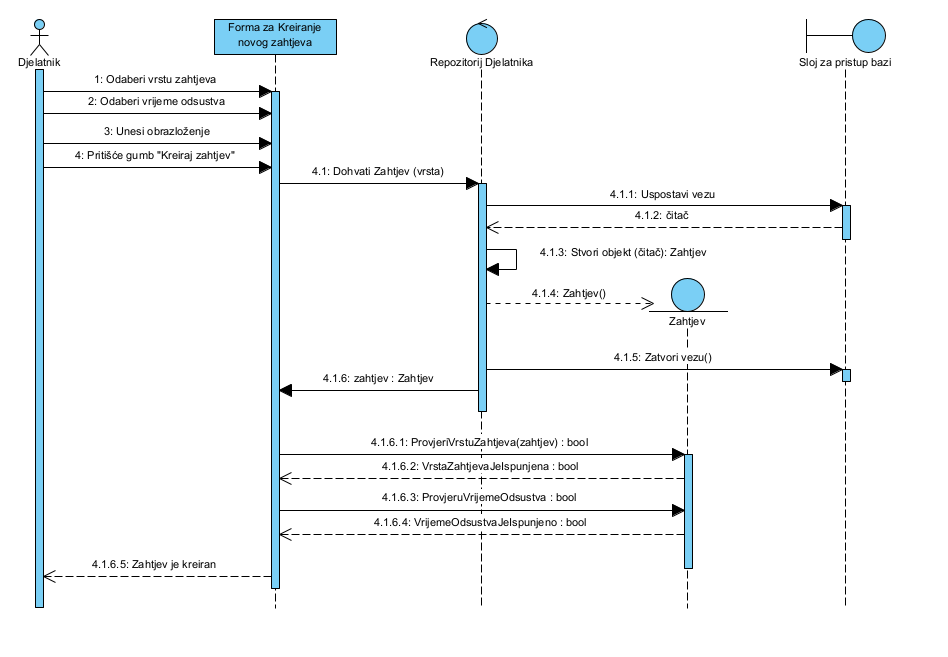 Forma za Kreiranje
novog zahtjeva
Djelatnik
Repozitorij Djelatnika
Sloj za pristup bazi
1: Odaberi vrstu zahtjeva
2: Odaberi vrijeme odsustva
3: Unesi obrazloženje
4: Pritišće gumb "Kreiraj zahtjev"
4.1: Dohvati Zahtjev (vrsta)
4.1.1: Uspostavi vezu
4.1.2: čitač
4.1.3: Stvori objekt (čitač): Zahtjev
4.1.4: Zahtjev()
Zahtjev
4.1.5: Zatvori vezu()
4.1.6: zahtjev : Zahtjev
4.1.6.1: ProvjeriVrstuZahtjeva(zahtjev) : bool
4.1.6.2: VrstaZahtjevaJeIspunjena : bool
4.1.6.3: ProvjeruVrijemeOdsustva : bool
4.1.6.4: VrijemeOdsustvaJeIspunjeno : bool
4.1.6.5: Zahtjev je kreiran